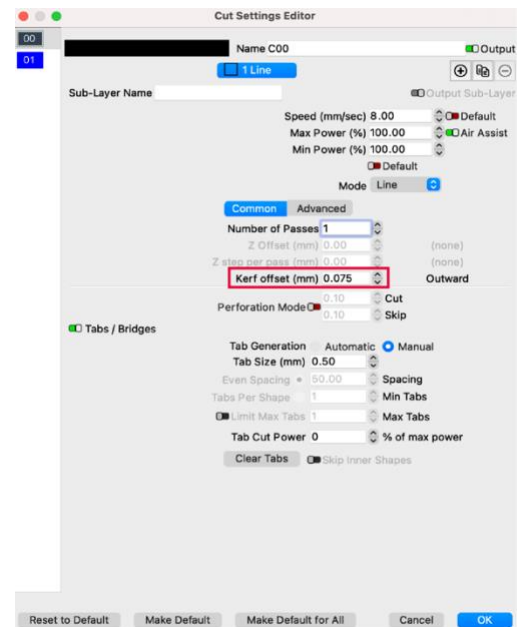 Cut Settings Editor
00
01
Name C00 Output
1 Line
Sub-Layer Name Output Sub-Layer
Speed (mm/sec) 8.00 Default
Max Power (%) 100.00 Air Assist
Min Power (%) 100.00
Default
Mode Line
Common Advanced
Number of Passes 1
Z Offset (mm) 0.00 (none)
Z step per pass (mm) 0.00 (none)
Kerf offset (mm) 0.075 Outward
Perforation Mode 0.10 Cut
0.10 Skip
Tabs / Bridges
Tab Generation Automatic Manual
Tab Size (mm) 0.50
Even Spacing 50.00 Spacing
Tabs Per Shape 1 Min Tabs
Limit Max Tabs 1 Max Tabs
Tab Cut Power 0 % of max power
Clear Tabs Skip Inner Shapes
Reset to Default Make Default Make Default for All Cancel OK